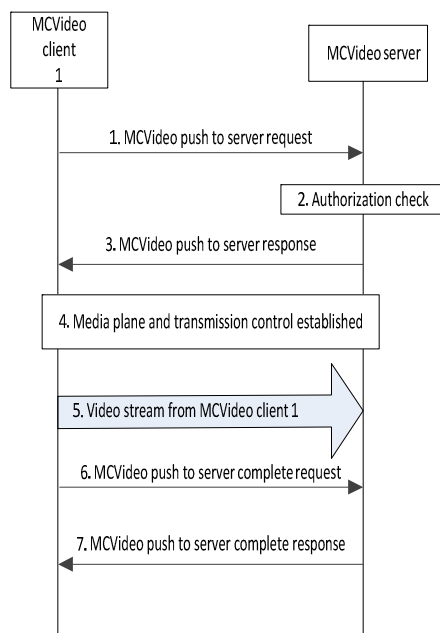 MCVideo
client
1
MCVideo server
1. MCVideo push to server request
2. Authorization check
3. MCVideo push to server response
4. Media plane and transmission control established
5. Video stream from MCVideo client 1
6. MCVideo push to server complete request
7. MCVideo push to server complete response